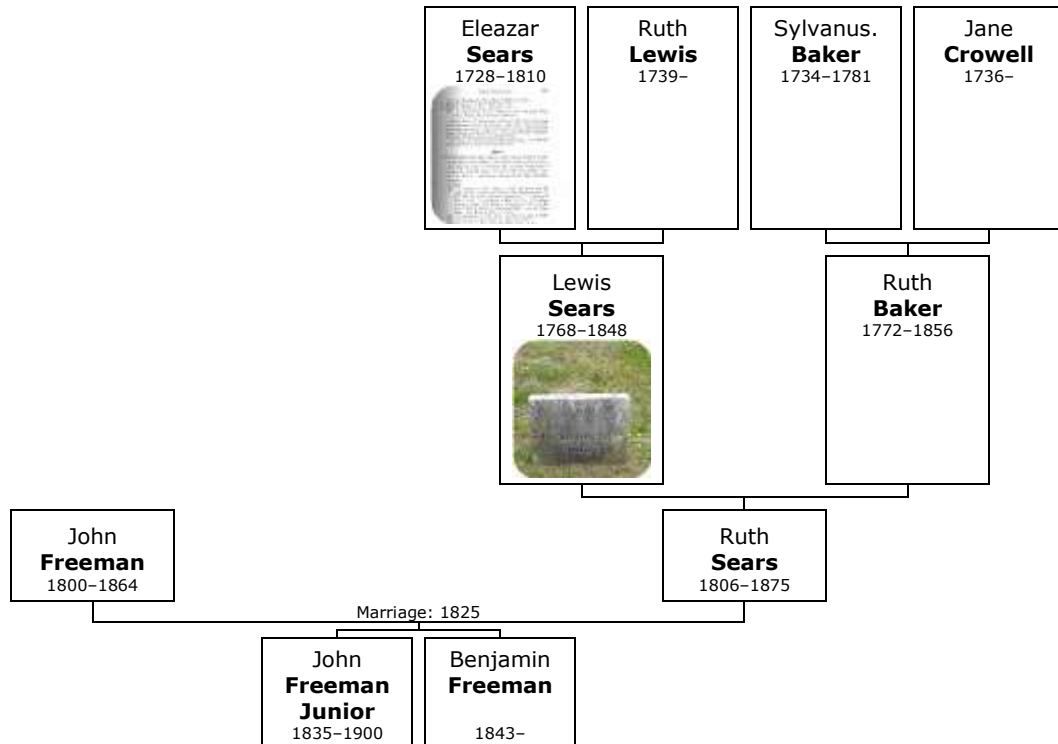 Eleazar
Sears
1728–1810
Ruth
Lewis
1739–
Sylvanus.
Baker
1734–1781
Jane
Crowell
1736–
Lewis
Sears
1768–1848
Ruth
Baker
1772–1856
John
Freeman
1800–1864
Ruth
Sears
1806–1875
Marriage: 1825
John
Freeman
Junior
1835–1900
Benjamin
Freeman
1843–